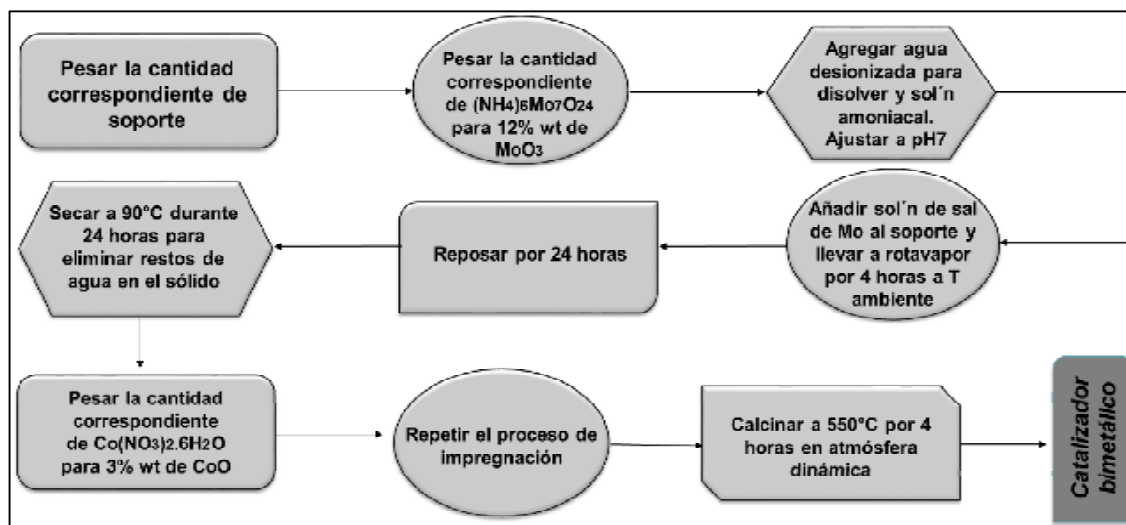 Pesar la cantidad
correspondiente de
soporte
Pesar la cantidad
correspondiente
de (NH4)6Mo7O24
para 12% wt de
MoO3
Agregar agua
desionizada para
disolver y sol´n
amoniacal.
Ajustar a pH7
Añadir sol´n de sal
de Mo al soporte y
llevar a rotavapor
por 4 horas a T
ambiente
Reposar por 24 horas
Secar a 90°C durante
24 horas para
eliminar restos de
agua en el sólido
Pesar la cantidad
correspondiente
de Co(NO3)2.6H2O
para 3% wt de CoO
Repetir el proceso de
impregnación
Calcinar a 550°C por 4
horas en atmósfera
dinámica
Catalizador
bimetálico